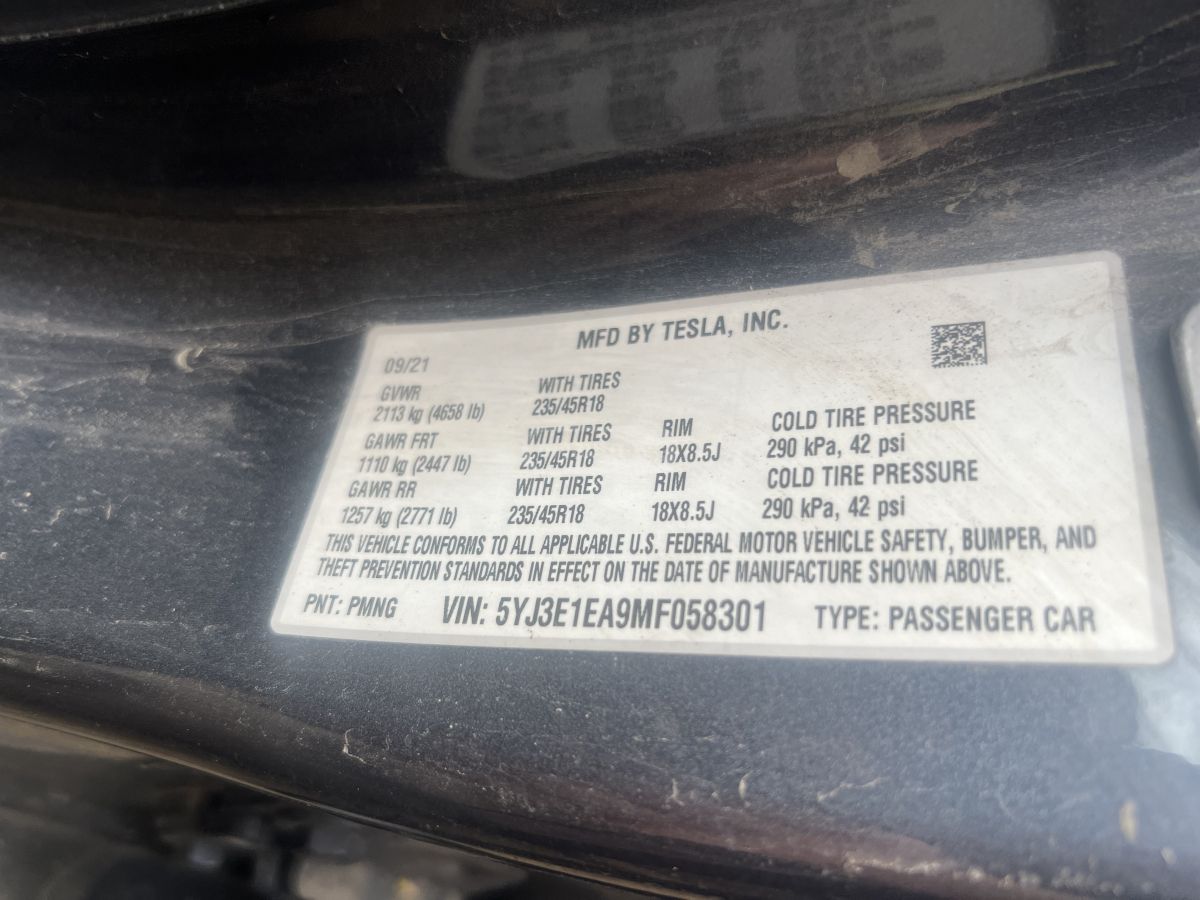 MFD BY TESLA, INC.
09/21
GVWR WITH TIRES
2113 kg (4658 lb) 235/45R18
GAWR FRT WITH TIRES RIM COLD TIRE PRESSURE
1110 kg (2447 lb) 235/45R18 18X8.5J 290 kPa, 42 psi
GAWR RR WITH TIRES RIM COLD TIRE PRESSURE
1257 kg (2771 lb) 235/45R18 18X8.5J 290 kPa, 42 psi
THIS VEHICLE CONFORMS TO ALL APPLICABLE U.S. FEDERAL MOTOR VEHICLE SAFETY, BUMPER, AND
THEFT PREVENTION STANDARDS IN EFFECT ON THE DATE OF MANUFACTURE SHOWN ABOVE.
PNT: PMNG VIN: 5YJ3E1EA9MF058301 TYPE: PASSENGER CAR